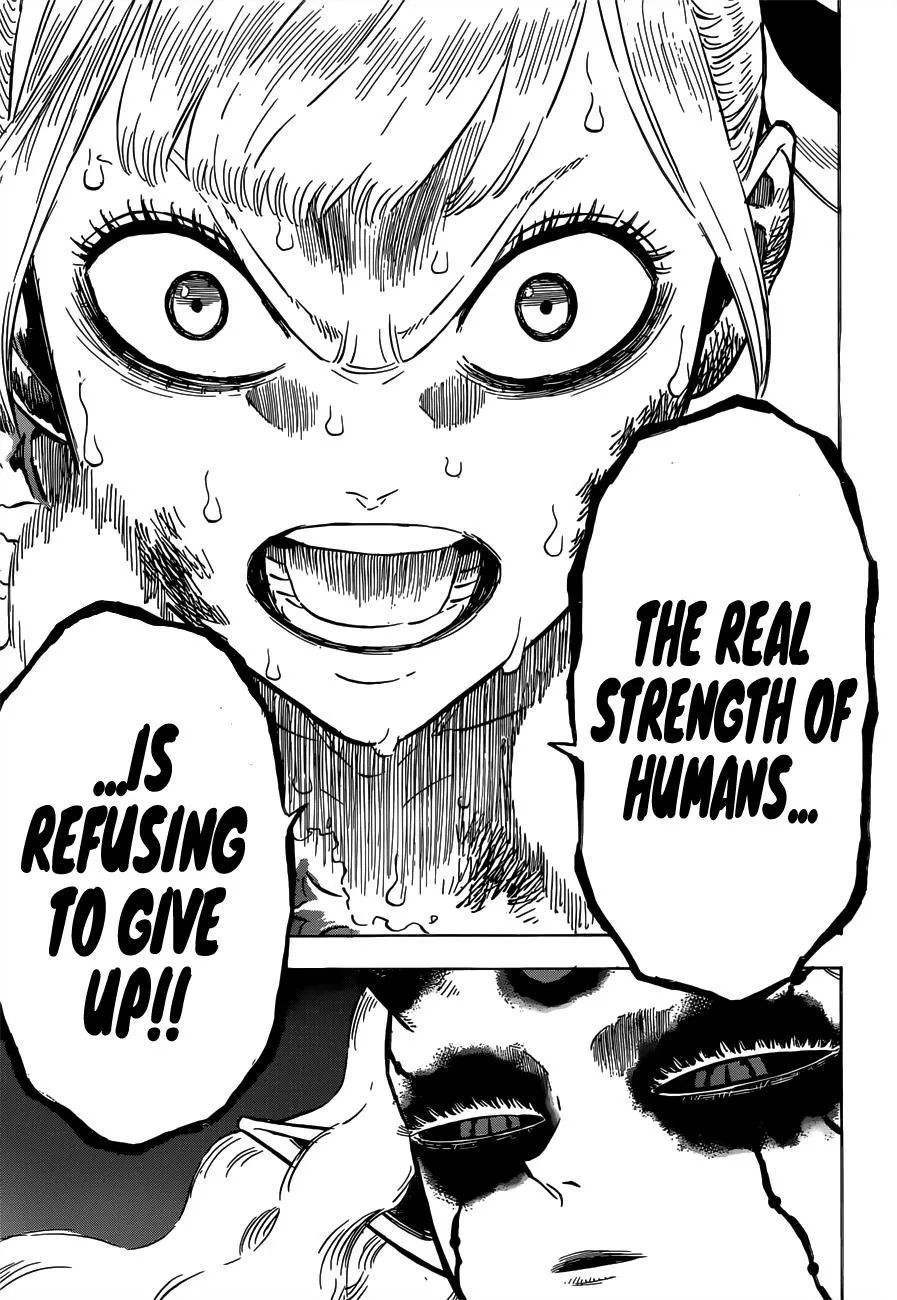 THE REAL
STRENGTH OF
HUMANS...
...IS
REFUSING
TO GIVE
UP!!